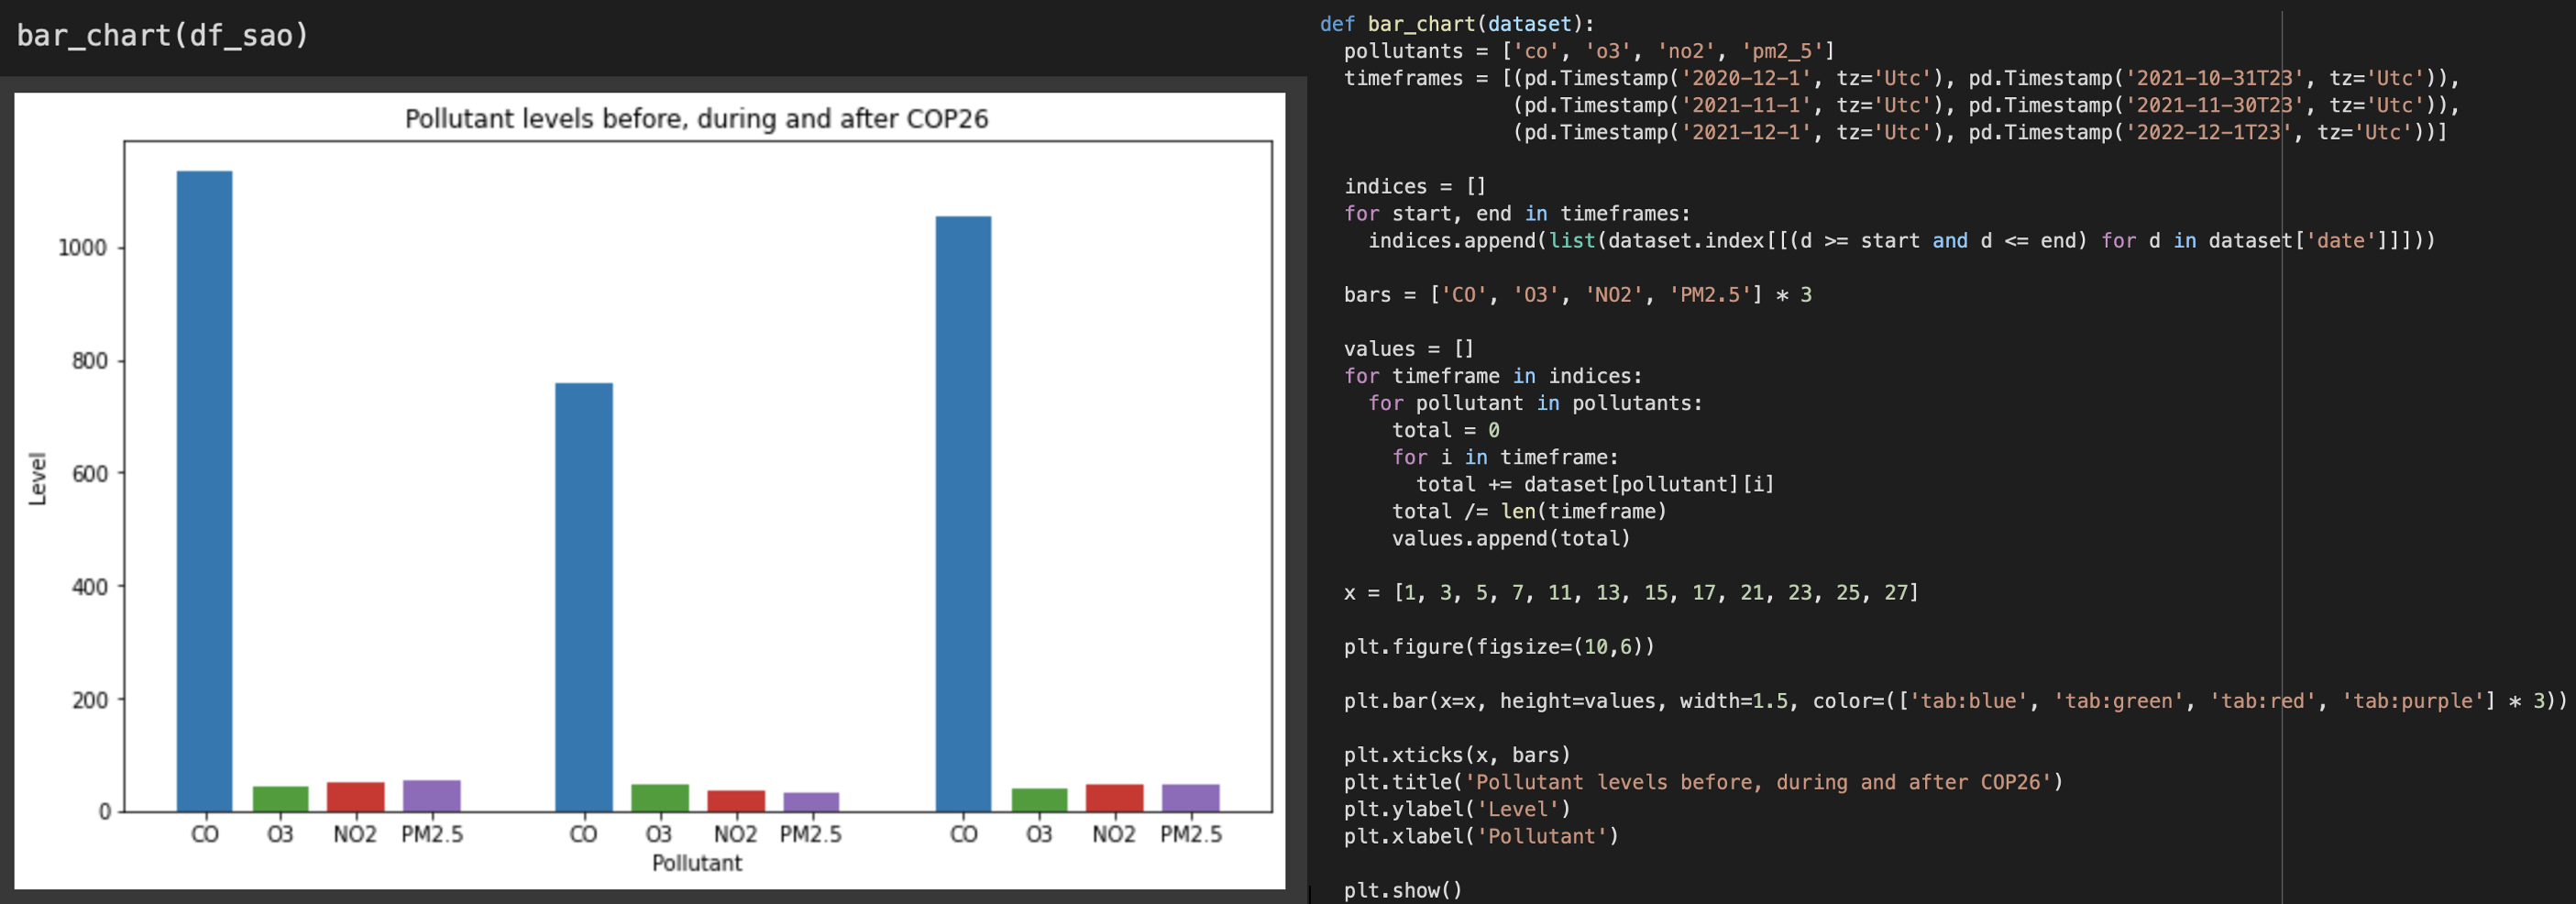 bar_chart(df_sao)
Pollutant levels before, during and after COP26
Level
1000
800
600
400
200
0
CO O3 NO2 PM2.5 CO O3 NO2 PM2.5 CO O3 NO2 PM2.5
Pollutant
def bar_chart(dataset):
  pollutants = ['co', 'o3', 'no2', 'pm2_5']
  timeframes = [(pd.Timestamp('2020-12-1', tz='Utc'), pd.Timestamp('2021-10-31T23', tz='Utc')),
                (pd.Timestamp('2021-11-1', tz='Utc'), pd.Timestamp('2021-11-30T23', tz='Utc')),
                (pd.Timestamp('2021-12-1', tz='Utc'), pd.Timestamp('2022-12-1T23', tz='Utc'))]
  indices = []
  for start, end in timeframes:
    indices.append(list(dataset.index[[(d >= start and d <= end) for d in dataset['date']]]))
  bars = ['CO', 'O3', 'NO2', 'PM2.5'] * 3
  values = []
  for timeframe in indices:
    for pollutant in pollutants:
      total = 0
      for i in timeframe:
        total += dataset[pollutant][i]
      total /= len(timeframe)
      values.append(total)
  x = [1, 3, 5, 7, 11, 13, 15, 17, 21, 23, 25, 27]
  plt.figure(figsize=(10,6))
  plt.bar(x=x, height=values, width=1.5, color=(['tab:blue', 'tab:green', 'tab:red', 'tab:purple'] * 3))
  plt.xticks(x, bars)
  plt.title('Pollutant levels before, during and after COP26')
  plt.ylabel('Level')
  plt.xlabel('Pollutant')
  plt.show()